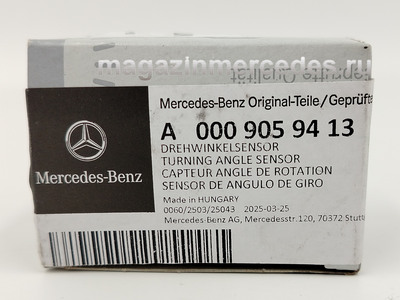 magazinmercedes.ru
Geprüfte Qualität
Mercedes-Benz Original-Teile/Geprüfte
A 000 905 94 13
DREHWINKELSENSOR
TURNING ANGLE SENSOR
CAPTEUR ANGLE DE ROTATION
SENSOR DE ANGULO DE GIRO
Mercedes-Benz
Made in HUNGARY
0060/2503/25043 2025-03-25
Mercedes-Benz AG, Mercedesstr.120, 70372 Stutt